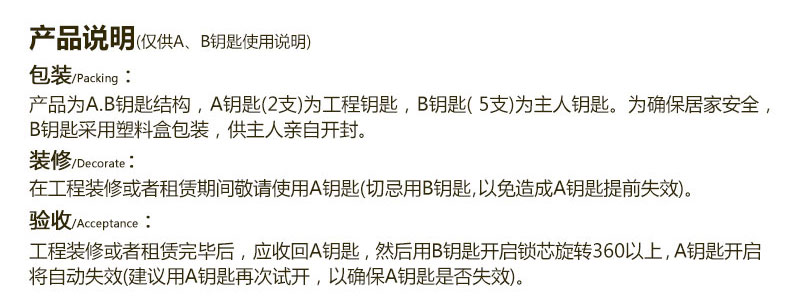 产品说明(仅供A、B钥匙使用说明)
包装/Packing：
产品为A.B钥匙结构，A钥匙(2支)为工程钥匙，B钥匙( 5支)为主人钥匙。为确保居家安全，
B钥匙采用塑料盒包装，供主人亲自开封。
装修/Decorate：
在工程装修或者租赁期间敬请使用A钥匙(切忌用B钥匙,以免造成A钥匙提前失效)。
验收/Acceptance：
工程装修或者租赁完毕后，应收回A钥匙，然后用B钥匙开启锁芯旋转360以上,A钥匙开启
将自动失效(建议用A钥匙再次试开，以确保A钥匙是否失效)。